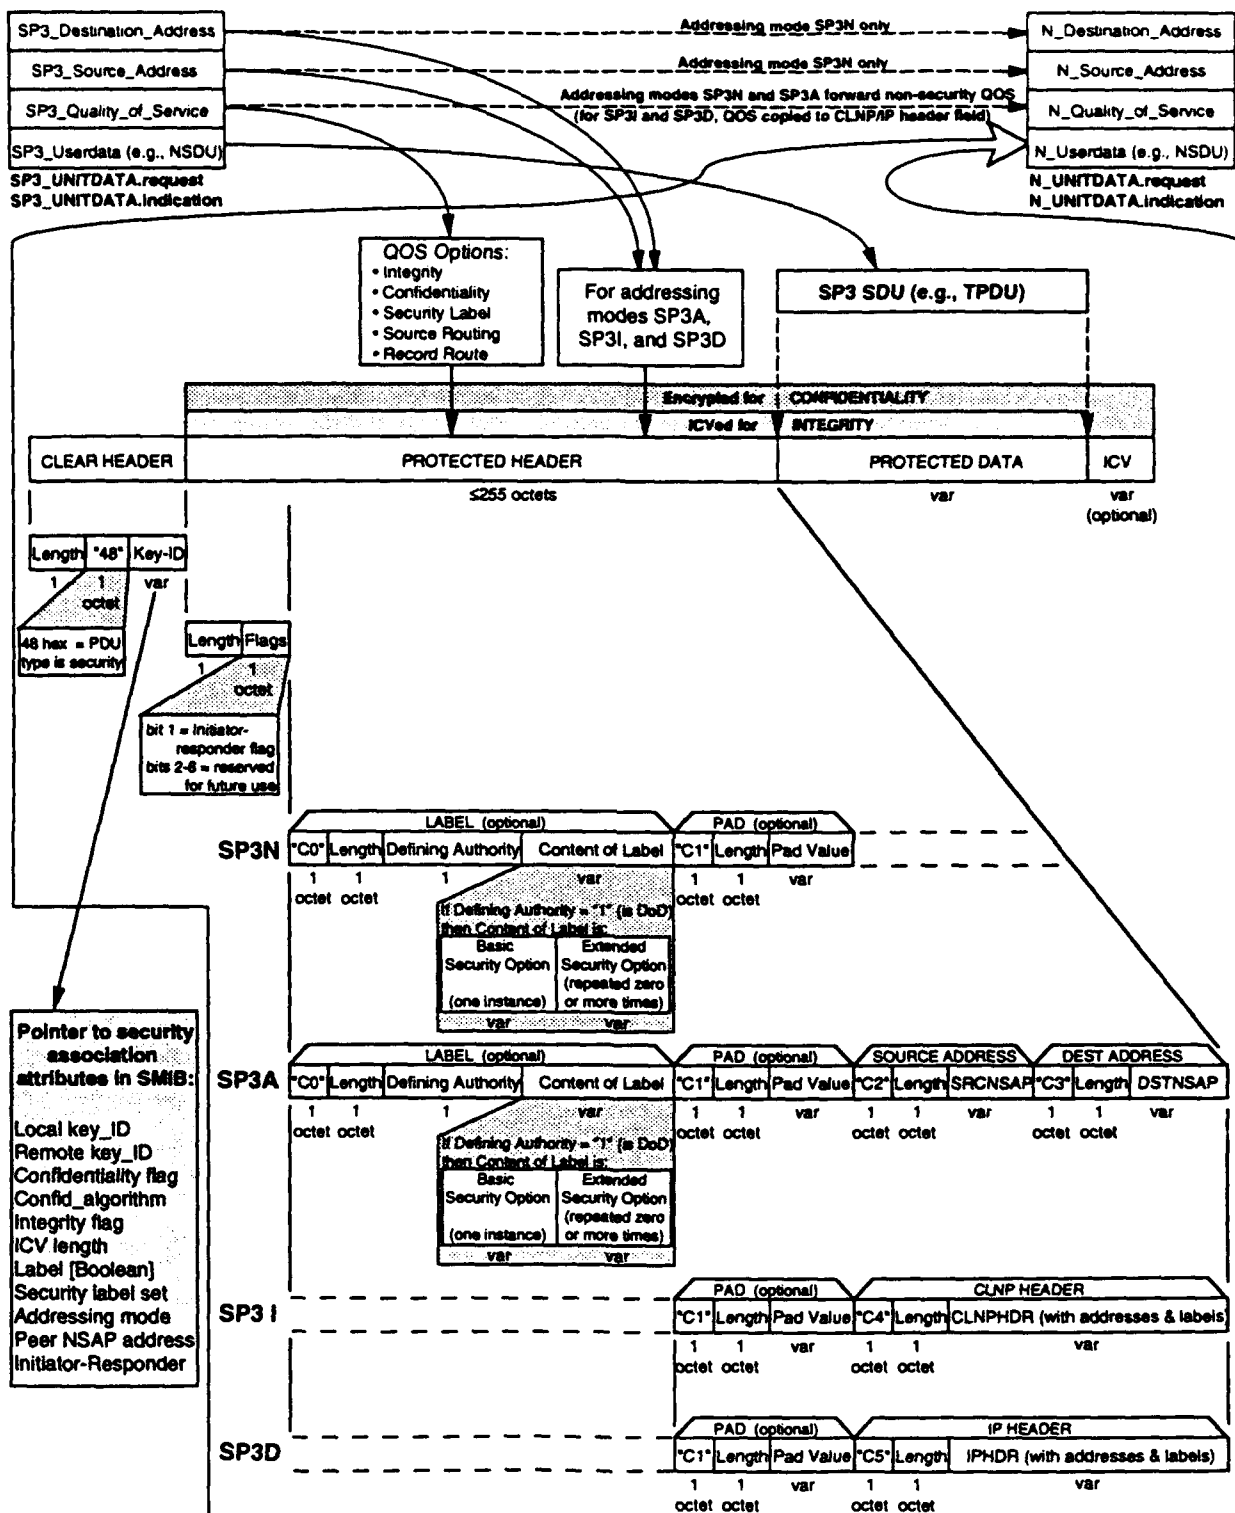 SP3_Destination_Address
SP3_Source_Address
SP3_Quality_of_Service
SP3_Userdata (e.g., NSDU)
SP3_UNITDATA.request
SP3_UNITDATA.indication
Addressing mode SP3N only
Addressing mode SP3N only
Addressing modes SP3N and SP3A forward non-security QOS
(for SP3I and SP3D, QOS copied to CLNP/IP header field)
N_Destination_Address
N_Source_Address
N_Quality_of_Service
N_Userdata (e.g., NSDU)
N_UNITDATA.request
N_UNITDATA.indication
QOS Options:
• Integrity
• Confidentiality
• Security Label
• Source Routing
• Record Route
For addressing
modes SP3A,
SP3I, and SP3D
SP3 SDU (e.g., TPDU)
Encrypted for CONFIDENTIALITY
ICVed for INTEGRITY
CLEAR HEADER PROTECTED HEADER PROTECTED DATA ICV
≤255 octets var var
(optional)
Length "48" Key-ID
1 1 var
octet
48 hex = PDU
type is security
Length Flags
1 1
octet
bit 1 = Initiator-
responder flag
bits 2-8 = reserved
for future use
LABEL (optional) PAD (optional)
SP3N "C0" Length Defining Authority Content of Label "C1" Length Pad Value
1 1 1 var 1 1 var
octet octet octet octet
If Defining Authority = "1" (is DoD)
then Content of Label is:
Basic Extended
Security Option Security Option
(repeated zero
(one instance) or more times)
var var
Pointer to security
association
attributes in SMIB:
Local key_ID
Remote key_ID
Confidentiality flag
Confid_algorithm
Integrity flag
ICV length
Label [Boolean]
Security label set
Addressing mode
Peer NSAP address
Initiator-Responder
LABEL (optional) PAD (optional) SOURCE ADDRESS DEST ADDRESS
SP3A "C0" Length Defining Authority Content of Label "C1" Length Pad Value "C2" Length SRCNSAP "C3" Length DSTNSAP
1 1 1 var 1 1 var 1 1 var 1 1 var
octet octet octet octet octet octet octet octet
If Defining Authority = "1" (is DoD)
then Content of Label is:
Basic Extended
Security Option Security Option
(repeated zero
(one instance) or more times)
var var
PAD (optional) CLNP HEADER
SP3 I "C1" Length Pad Value "C4" Length CLNPHDR (with addresses & labels)
1 1 var 1 1 var
octet octet octet octet
PAD (optional) IP HEADER
SP3D "C1" Length Pad Value "C5" Length IPHDR (with addresses & labels)
1 1 var 1 1 var
octet octet octet octet